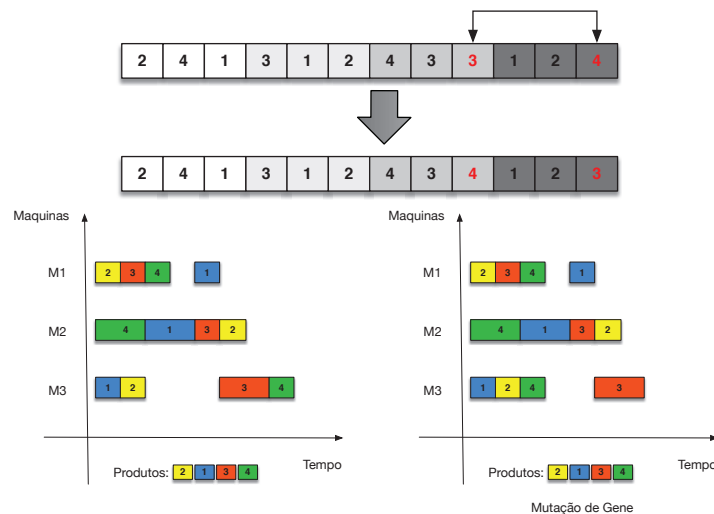 2 4 1 3 1 2 4 3 3 1 2 4
2 4 1 3 1 2 4 3 4 1 2 3
Maquinas
M1 2 3 4 1
M2 4 1 3 2
M3 1 2 3 4
Tempo
Produtos: 2 1 3 4
Maquinas
M1 2 3 4 1
M2 4 1 3 2
M3 1 2 4 3
Tempo
Produtos: 2 1 3 4
Mutação de Gene